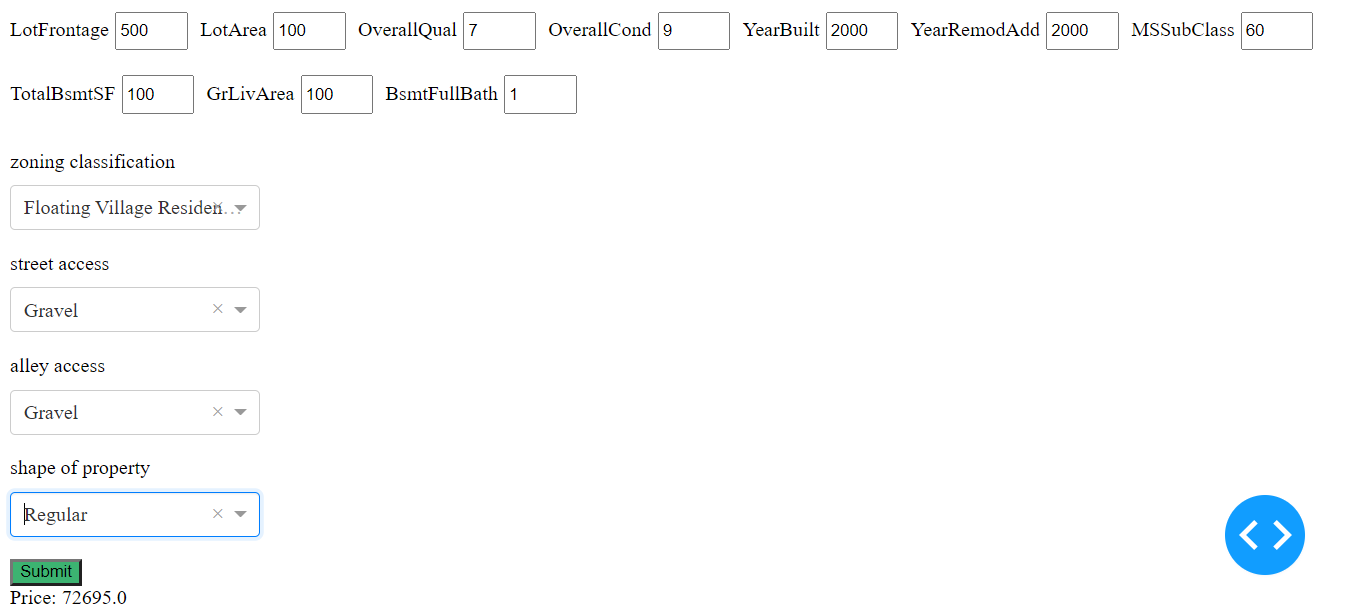 LotFrontage 500 LotArea 100 OverallQual 7 OverallCond 9 YearBuilt 2000 YearRemodAdd 2000 MSSubClass 60
TotalBsmtSF 100 GrLivArea 100 BsmtFullBath 1
zoning classification
Floating Village Residen...
street access
Gravel
alley access
Gravel
shape of property
Regular
Submit
Price: 72695.0